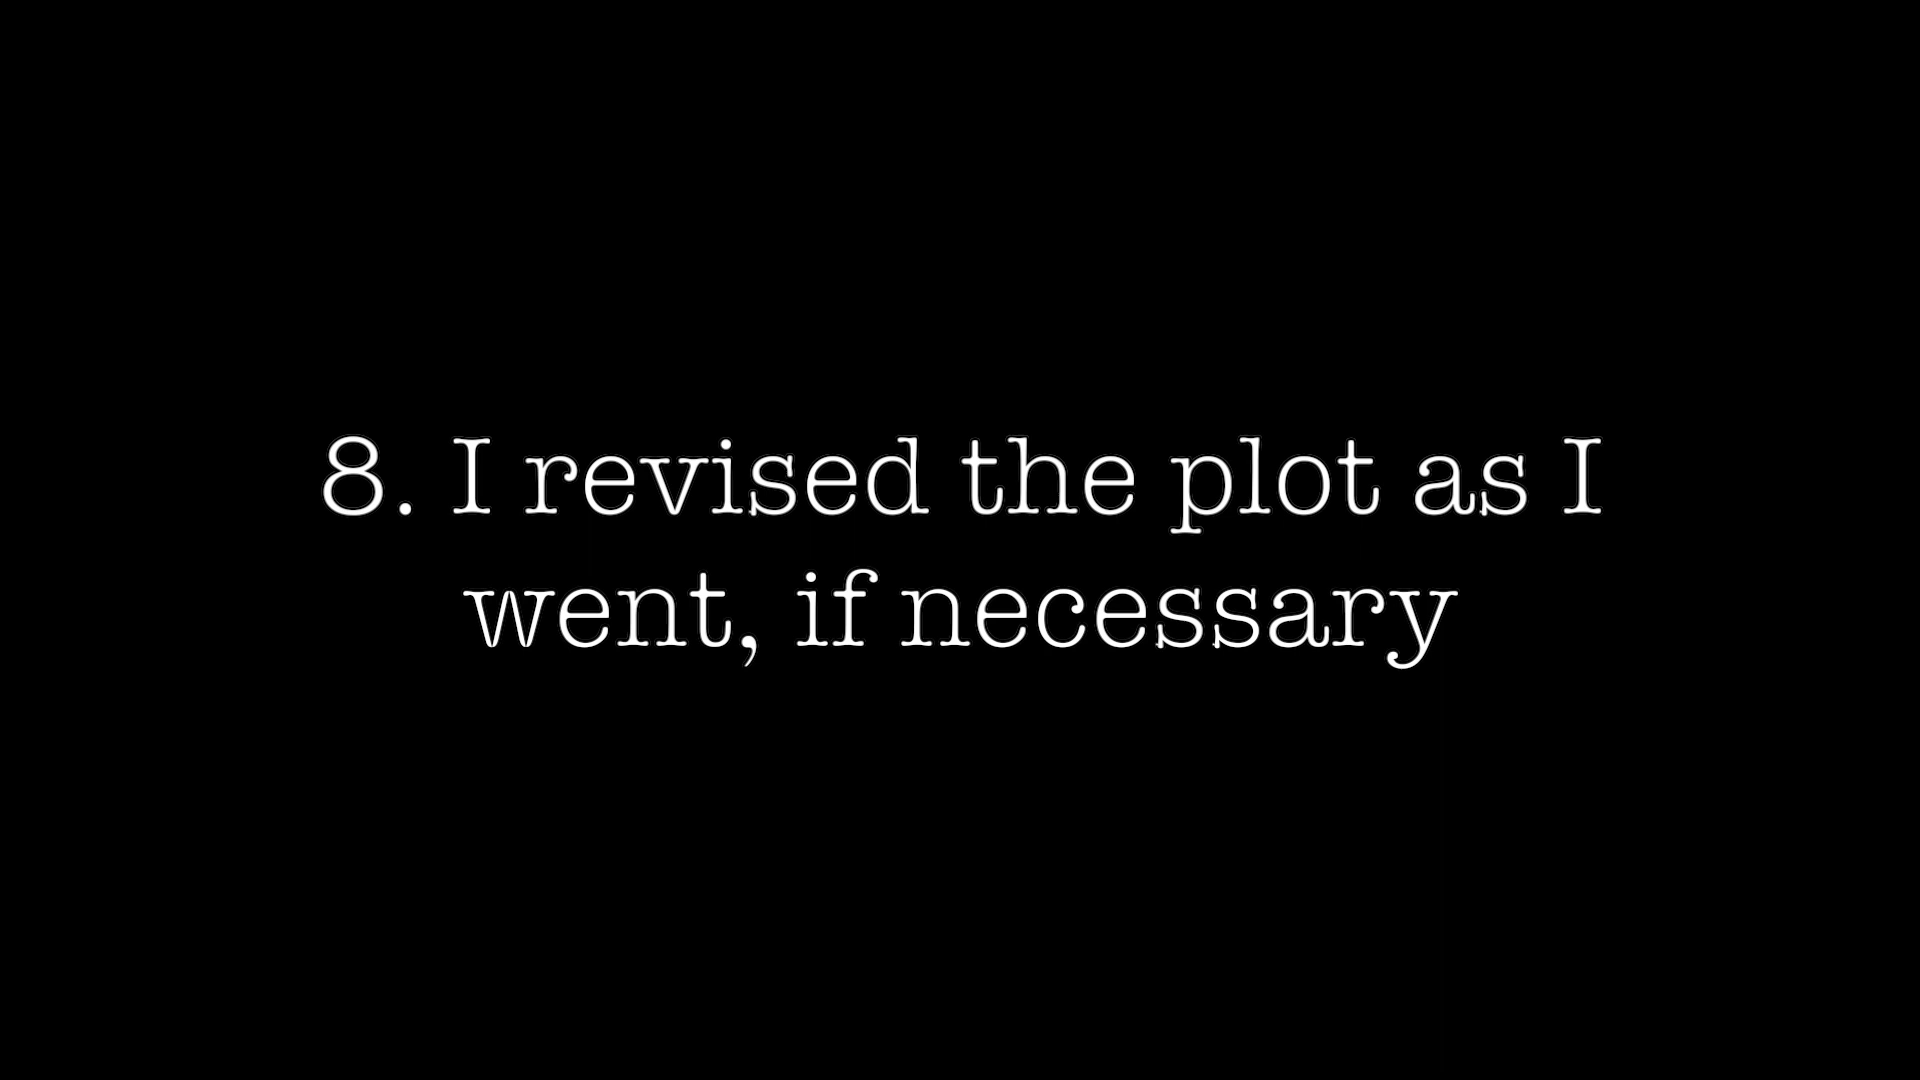 8. I revised the plot as I
went, if necessary